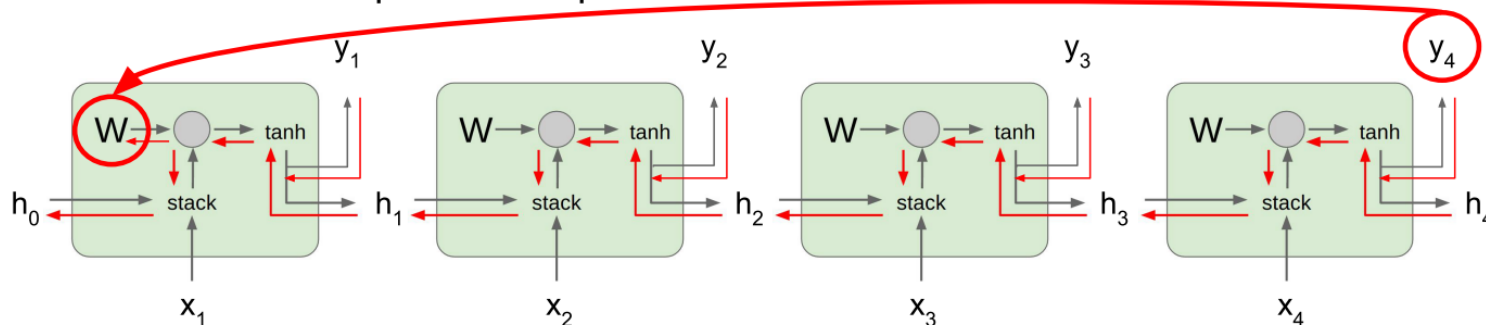 y₁ y₂ y₃ y₄
W tanh W tanh W tanh W tanh
h₀ stack h₁ stack h₂ stack h₃ stack h₄
x₁ x₂ x₃ x₄